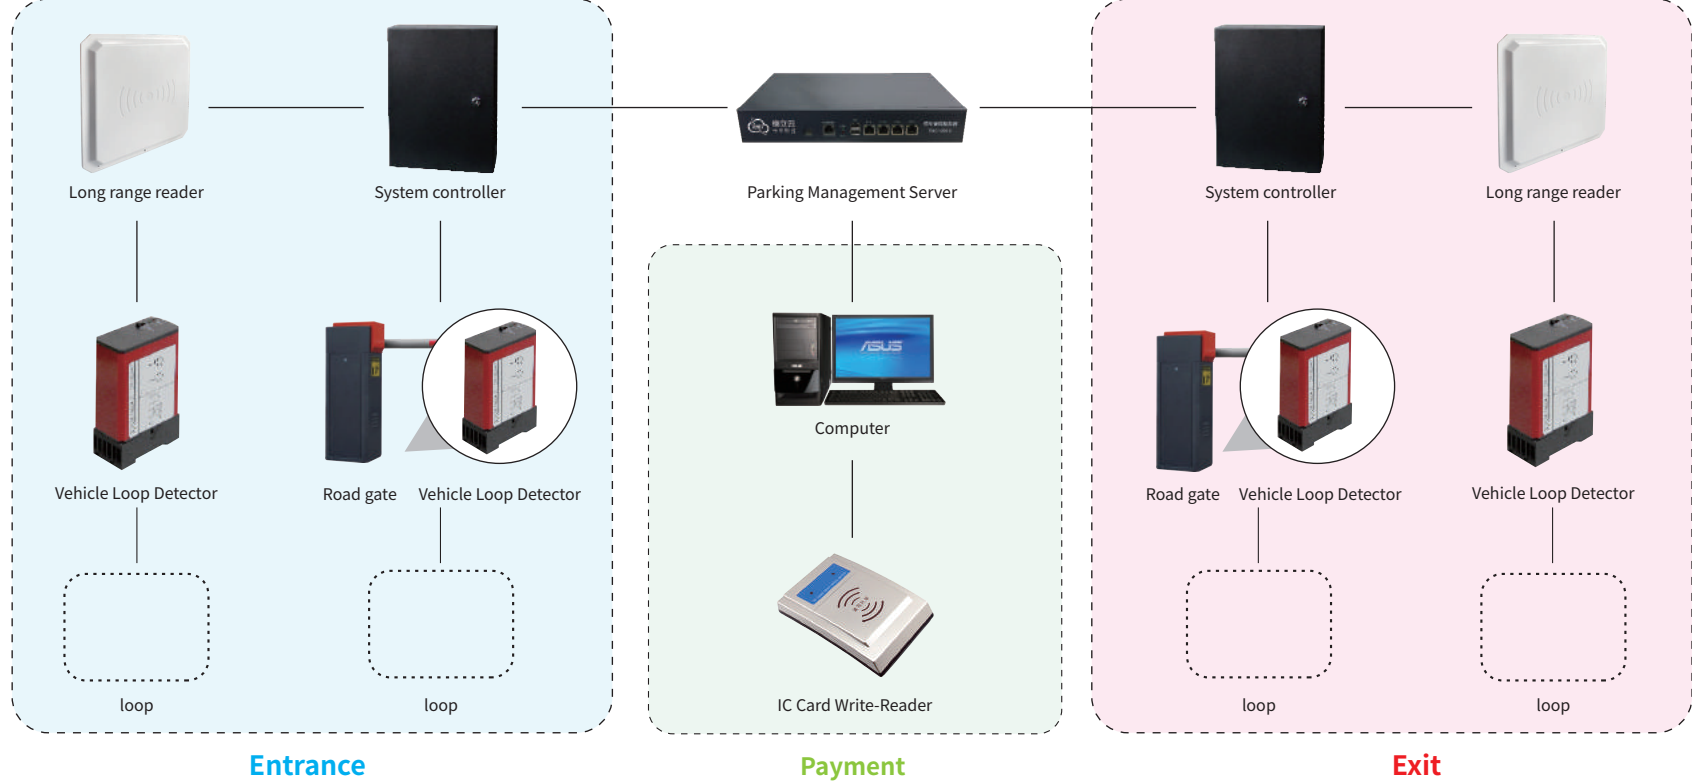 Long range reader
System controller
Parking Management Server
System controller
Long range reader
ASUS
Computer
Vehicle Loop Detector
Road gate
Vehicle Loop Detector
Road gate
Vehicle Loop Detector
Vehicle Loop Detector
IC Card Write-Reader
loop
loop
loop
loop
Entrance
Payment
Exit